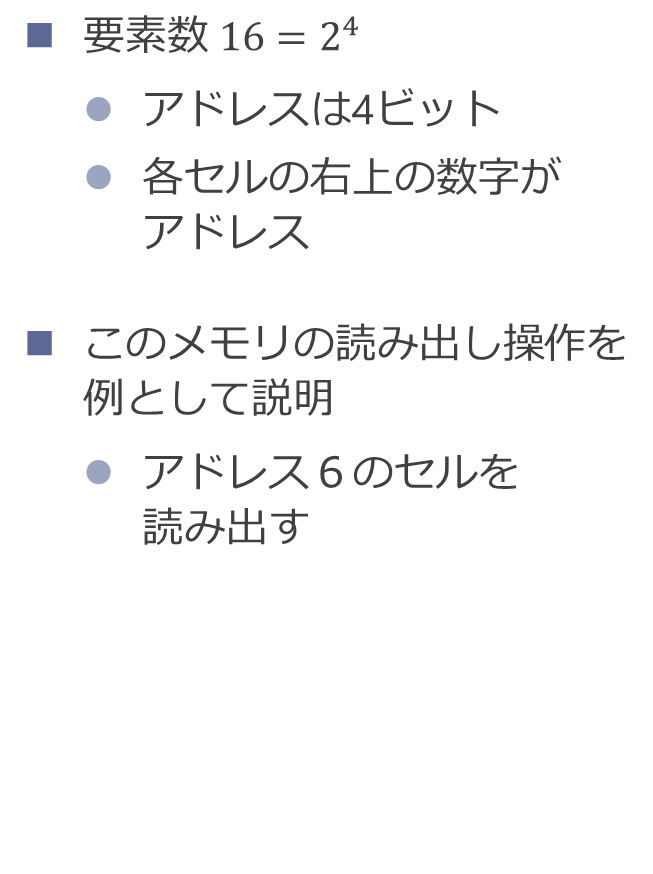 ■ 要素数 16 = 2⁴
● アドレスは4ビット
● 各セルの右上の数字が
アドレス
■ このメモリの読み出し操作を
例として説明
● アドレス６のセルを
読み出す